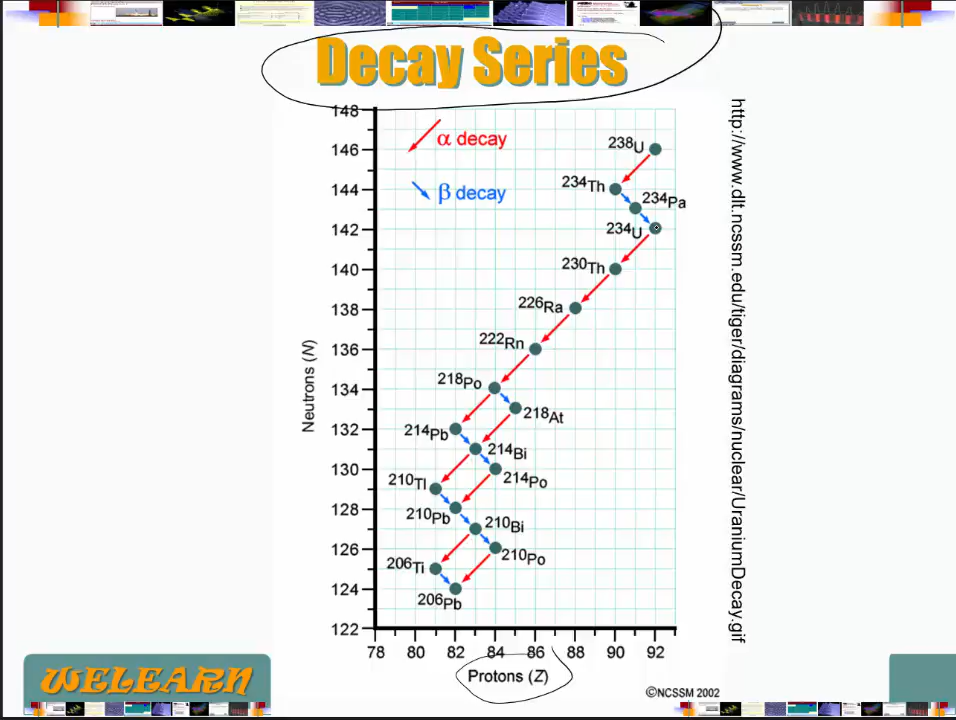 Decay Series
148
α decay
146
238U
β decay
144
234Th
234Pa
142
234U
140
230Th
138
226Ra
136
222Rn
134
218Po
218At
132
214Pb
214Bi
130
210Tl
214Po
128
210Pb
210Bi
126
206Ti
210Po
124
206Pb
122
78 80 82 84 86 88 90 92
Neutrons (N)
Protons (Z)
©NCSSM 2002
http://www.dlt.ncssm.edu/tiger/diagrams/nuclear/UraniumDecay.gif
WELEARN